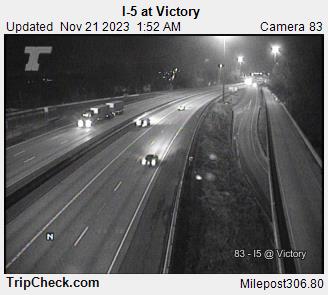 I-5 at Victory
Updated Nov 21 2023 1:52 AM Camera 83
T
N
83 - I5 @ Victory
TripCheck.com Milepost306.80